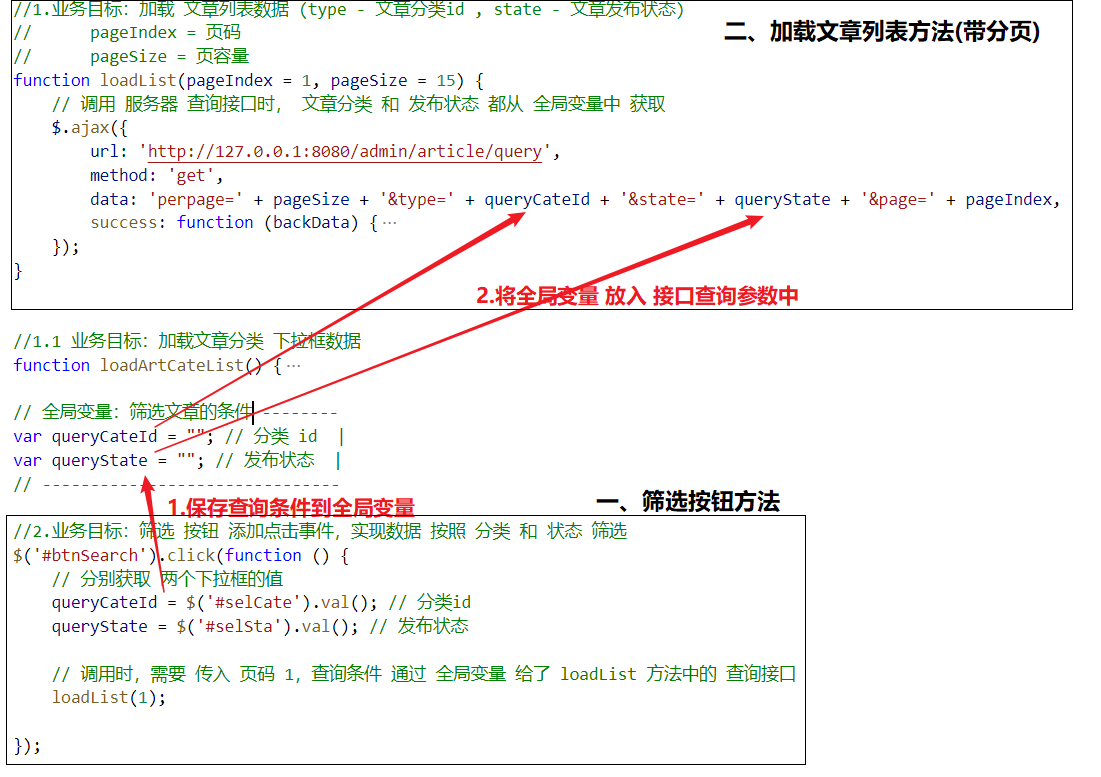 //1.业务目标：加载 文章列表数据 (type - 文章分类id , state - 文章发布状态)
//      pageIndex = 页码
二、加载文章列表方法(带分页)
//      pageSize = 页容量
function loadList(pageIndex = 1, pageSize = 15) {
    // 调用 服务器 查询接口时， 文章分类 和 发布状态 都从 全局变量中 获取
    $.ajax({
        url: 'http://127.0.0.1:8080/admin/article/query',
        method: 'get',
        data: 'perpage=' + pageSize + '&type=' + queryCateId + '&state=' + queryState + '&page=' + pageIndex,
        success: function (backData) {···
    });
}
2.将全局变量 放入 接口查询参数中
//1.1 业务目标：加载文章分类 下拉框数据
function loadArtCateList() {···
// 全局变量：筛选文章的条件 --------
var queryCateId = ""; // 分类 id  |
var queryState = ""; // 发布状态  |
// -------------------------------
1.保存查询条件到全局变量
一、筛选按钮方法
//2.业务目标：筛选 按钮 添加点击事件，实现数据 按照 分类 和 状态 筛选
$('#btnSearch').click(function () {
    // 分别获取 两个下拉框的值
    queryCateId = $('#selCate').val(); // 分类id
    queryState = $('#selSta').val(); // 发布状态
    // 调用时，需要 传入 页码 1，查询条件 通过 全局变量 给了 loadList 方法中的 查询接口
    loadList(1);
});